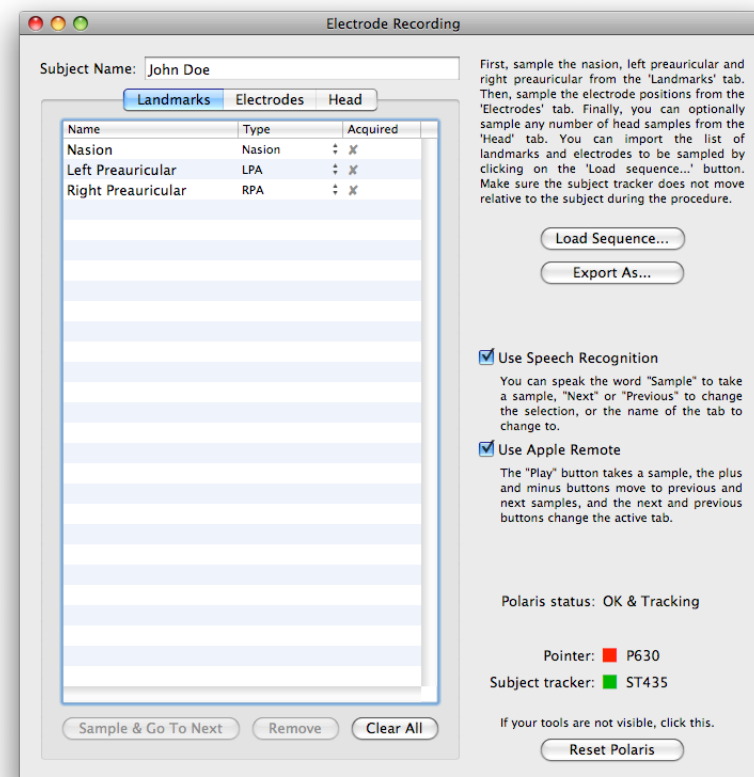 Electrode Recording
Subject Name: John Doe
Landmarks Electrodes Head
Name Type Acquired
Nasion Nasion ✘
Left Preauricular LPA ✘
Right Preauricular RPA ✘
Sample & Go To Next Remove Clear All
First, sample the nasion, left preauricular and
right preauricular from the 'Landmarks' tab.
Then, sample the electrode positions from the
'Electrodes' tab. Finally, you can optionally
sample any number of head samples from the
'Head' tab. You can import the list of
landmarks and electrodes to be sampled by
clicking on the 'Load sequence...' button.
Make sure the subject tracker does not move
relative to the subject during the procedure.
Load Sequence...
Export As...
Use Speech Recognition
You can speak the word "Sample" to take
a sample, "Next" or "Previous" to change
the selection, or the name of the tab to
change to.
Use Apple Remote
The "Play" button takes a sample, the plus
and minus buttons move to previous and
next samples, and the next and previous
buttons change the active tab.
Polaris status: OK & Tracking
Pointer: P630
Subject tracker: ST435
If your tools are not visible, click this.
Reset Polaris